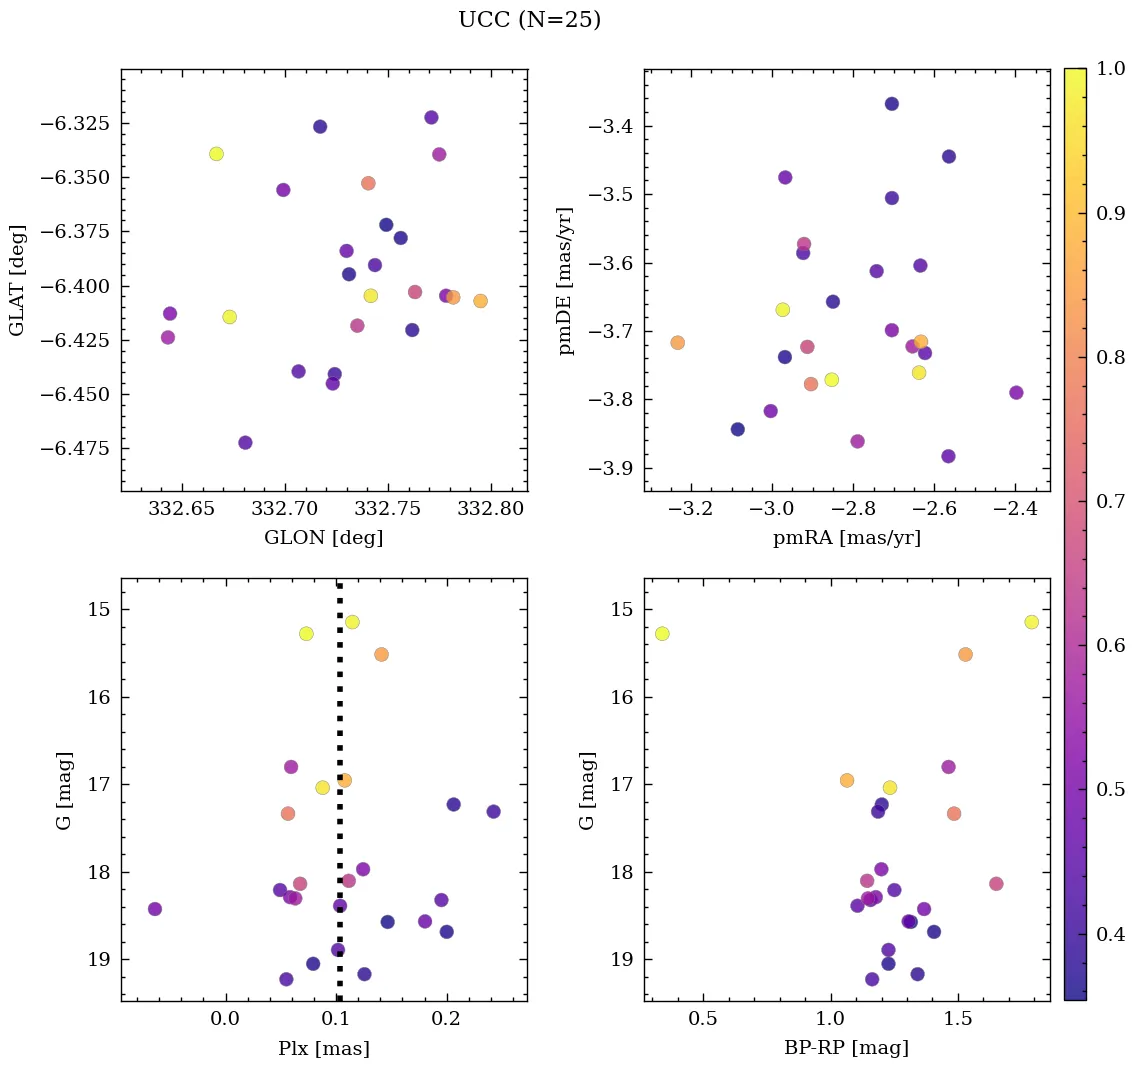 UCC (N=25)
−6.325
−6.350
−6.375
−6.400
−6.425
−6.450
−6.475
GLAT [deg]
332.65 332.70 332.75 332.80
GLON [deg]
−3.4
−3.5
−3.6
−3.7
−3.8
−3.9
pmDE [mas/yr]
−3.2 −3.0 −2.8 −2.6 −2.4
pmRA [mas/yr]
15
16
17
18
19
G [mag]
0.0 0.1 0.2
Plx [mas]
15
16
17
18
19
G [mag]
0.5 1.0 1.5
BP-RP [mag]
1.0
0.9
0.8
0.7
0.6
0.5
0.4